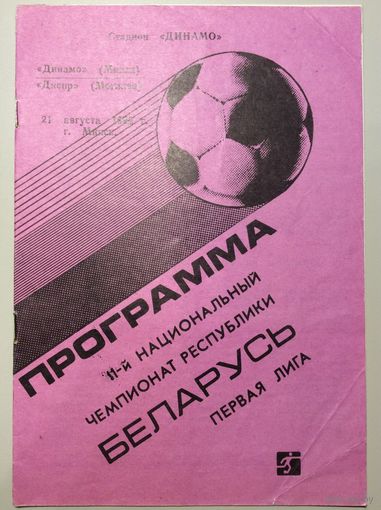 Стадион «ДИНАМО»
«Динамо» (Минск)
«Днепр» (Могилев)
21 августа г.
г. Минск
ПРОГРАММА
II-й НАЦИОНАЛЬНЫЙ
ЧЕМПИОНАТ РЕСПУБЛИКИ
БЕЛАРУСЬ
ПЕРВАЯ ЛИГА